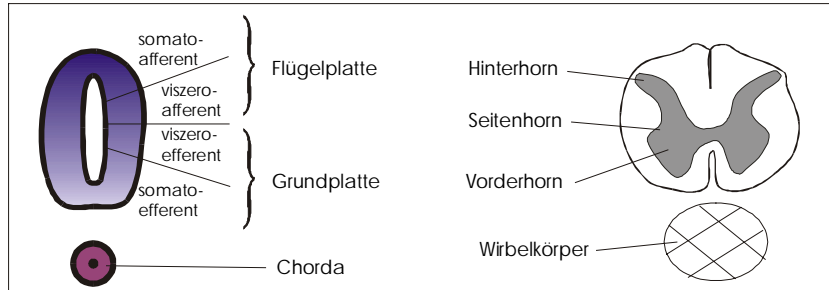 somato-
afferent
viszero-
afferent
viszero-
efferent
somato-
efferent
Flügelplatte
Grundplatte
Chorda
Hinterhorn
Seitenhorn
Vorderhorn
Wirbelkörper